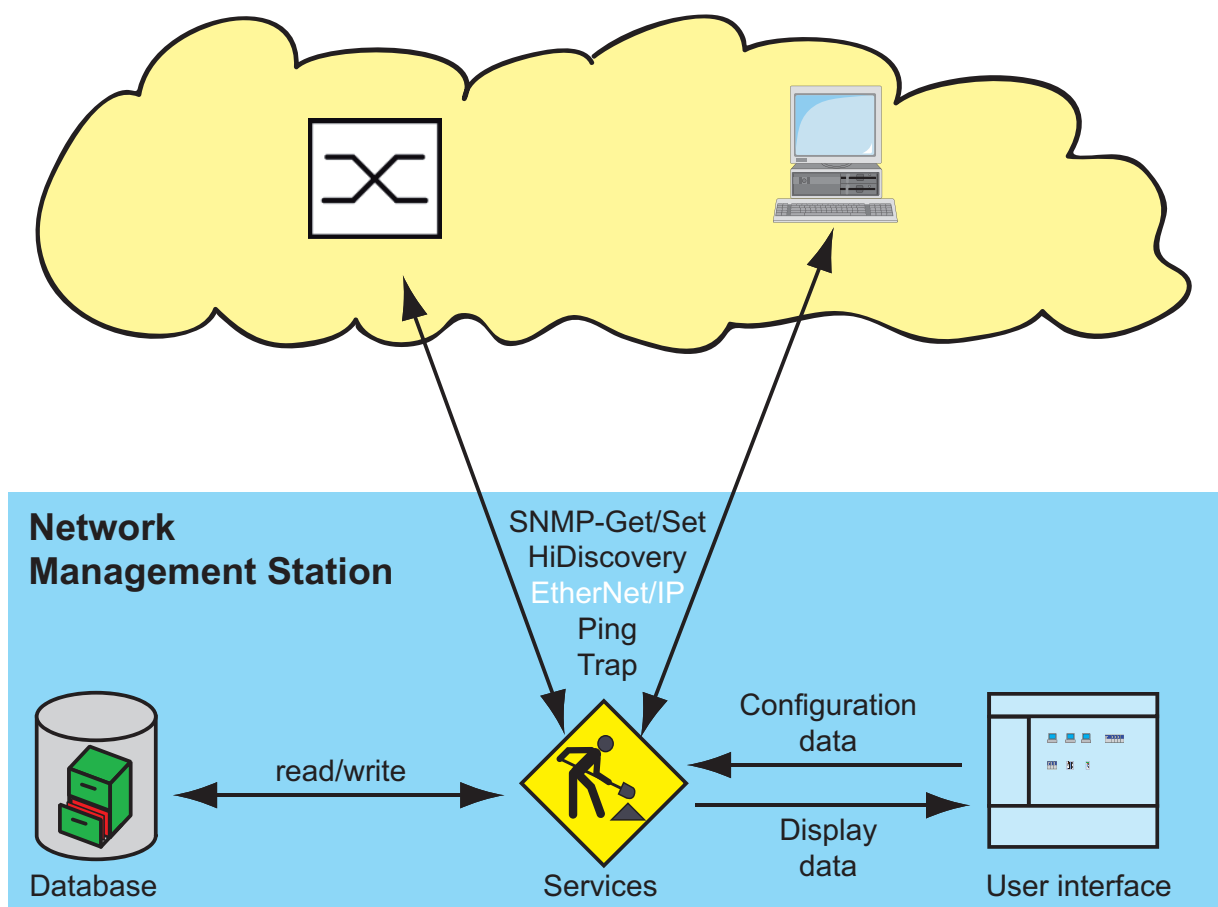 Network
Management Station
SNMP-Get/Set
HiDiscovery
EtherNet/IP
Ping
Trap
Configuration
data
read/write
Display
data
Database
Services
User interface